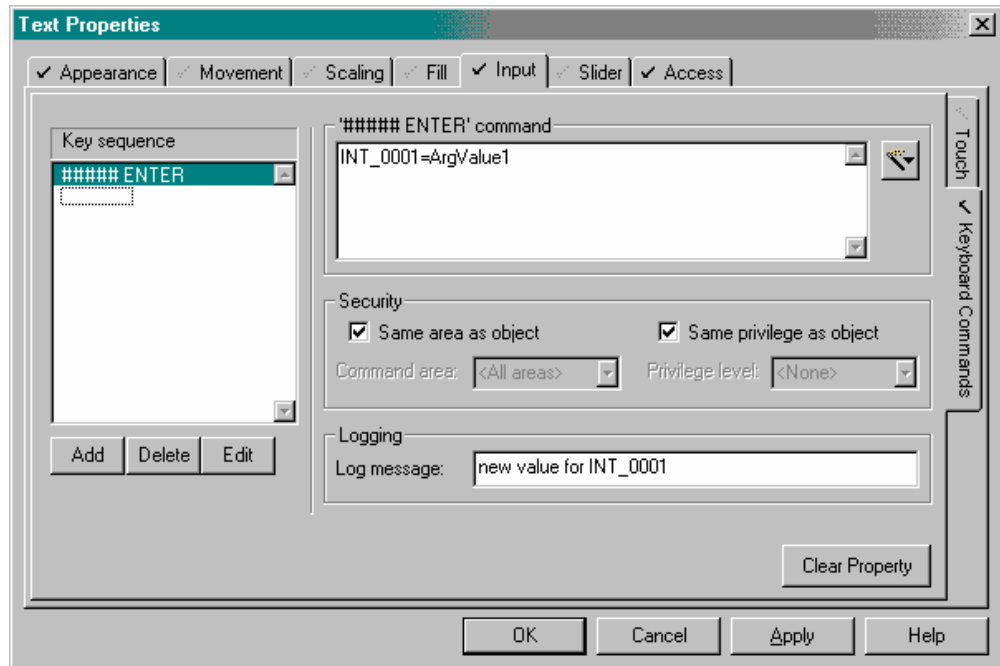 Text Properties
Appearance Movement Scaling Fill Input Slider Access
Key sequence
##### ENTER
Add Delete Edit
'##### ENTER' command
INT_0001=ArgValue1
Security
Same area as object Same privilege as object
Command area: <All areas> Privilege level: <None>
Logging
Log message: new value for INT_0001
Clear Property
Touch
Keyboard Commands
OK Cancel Apply Help